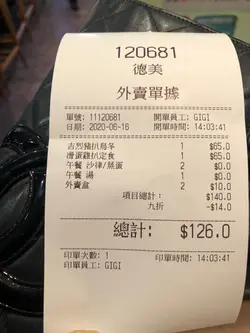 120681
德美
外賣單據
單號: 11120681 開單員工: GIGI
日期: 2020-06-16 開單時間: 14:03:41
吉烈豬扒烏冬 1 $65.0
滑蛋雞扒定食 1 $65.0
午餐 沙律/蒸蛋 2 $0.0
午餐 湯 1 $0.0
外賣盒 2 $10.0
項目總計: $140.0
九折 -$14.0
總計: $126.0
印單次數: 1 印單時間: 14:03:41
印單員工: GIGI